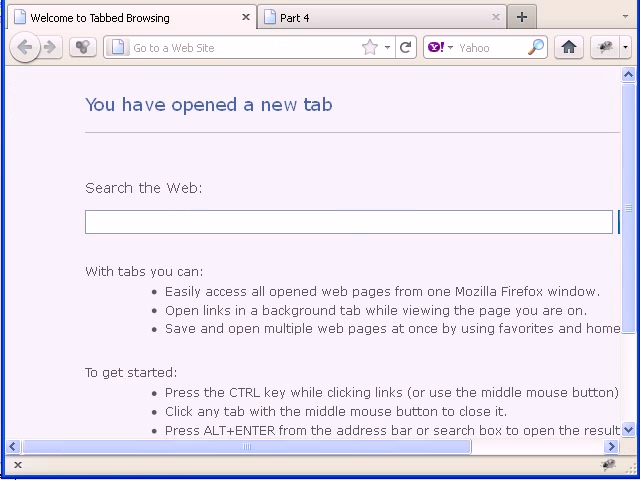 Welcome to Tabbed Browsing
Part 4
Go to a Web Site
Y!
Yahoo
You have opened a new tab
Search the Web:
With tabs you can:
Easily access all opened web pages from one Mozilla Firefox window.
Open links in a background tab while viewing the page you are on.
Save and open multiple web pages at once by using favorites and home
To get started:
Press the CTRL key while clicking links (or use the middle mouse button)
Click any tab with the middle mouse button to close it.
Press ALT+ENTER from the address bar or search box to open the result